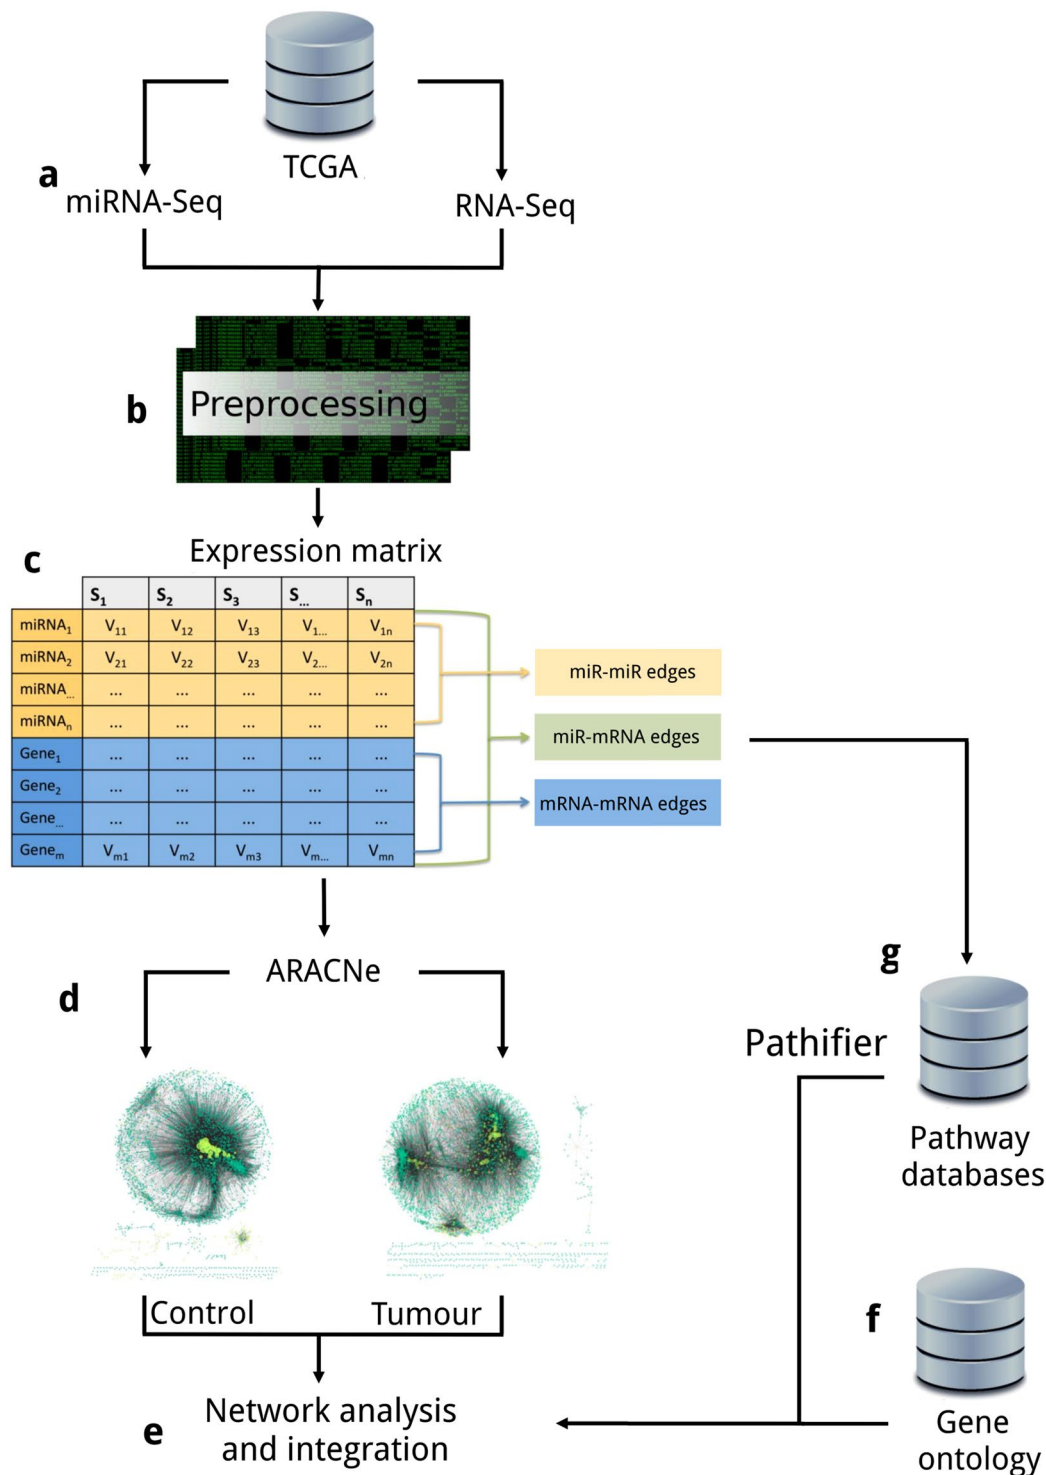 TCGA
a
miRNA-Seq
RNA-Seq
b
Preprocessing
c
Expression matrix
S1 S2 S3 S... Sn
miRNA1 V11 V12 V13 V1... V1n
miRNA2 V21 V22 V23 V2... V2n
miRNA... ... ... ... ... ...
miRNAn ... ... ... ... ...
Gene1 ... ... ... ... ...
Gene2 ... ... ... ... ...
Gene... ... ... ... ... ...
Genem Vm1 Vm2 Vm3 Vm... Vmn
miR-miR edges
miR-mRNA edges
mRNA-mRNA edges
ARACNe
d
Control
Tumour
g
Pathifier
Pathway
databases
f
Gene
ontology
e
Network analysis
and integration